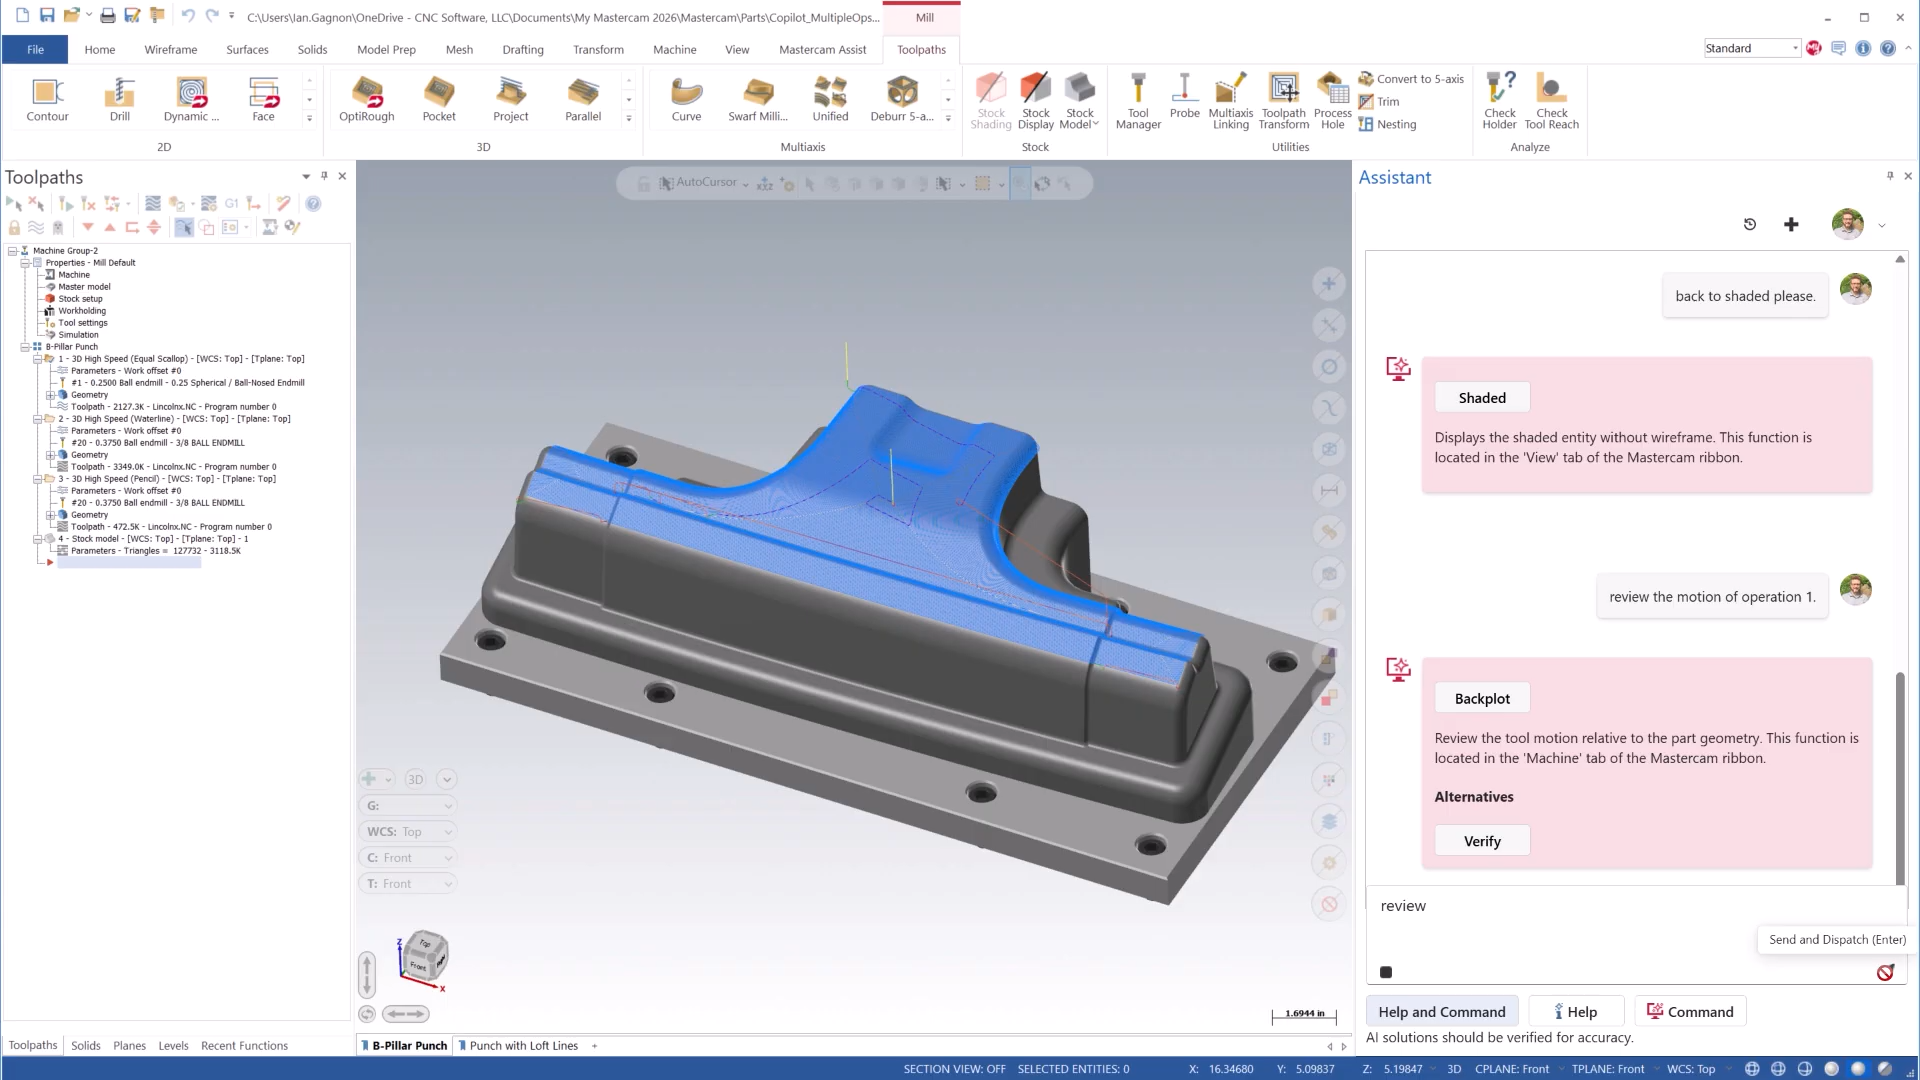 C:\Users\Ian.Gagnon\OneDrive - CNC Software, LLC\Documents\My Mastercam 2026\Mastercam\Parts\Copilot_MultipleOps...
Mill
File
Home
Wireframe
Surfaces
Solids
Model Prep
Mesh
Drafting
Transform
Machine
View
Mastercam Assist
Toolpaths
Standard
Contour
Drill
Dynamic ...
Face
2D
OptiRough
Pocket
Project
Parallel
3D
Curve
Swarf Milli...
Unified
Deburr 5-a...
Multiaxis
Stock Shading
Stock Display
Stock Model
Stock
Tool Manager
Probe
Multiaxis Linking
Toolpath Transform
Process Hole
Convert to 5-axis
Trim
Nesting
Utilities
Check Holder
Check Tool Reach
Analyze
Toolpaths
G1
Machine Group-2
Properties - Mill Default
Machine
Master model
Stock setup
Workholding
Tool settings
Simulation
B-Pillar Punch
1 - 3D High Speed (Equal Scallop) - [WCS: Top] - [Tplane: Top]
Parameters - Work offset #0
#1 - 0.2500 Ball endmill - 0.25 Spherical / Ball-Nosed Endmill
Geometry
Toolpath - 2127.3K - Lincolnx.NC - Program number 0
2 - 3D High Speed (Waterline) - [WCS: Top] - [Tplane: Top]
Parameters - Work offset #0
#20 - 0.3750 Ball endmill - 3/8 BALL ENDMILL
Geometry
Toolpath - 3349.0K - Lincolnx.NC - Program number 0
3 - 3D High Speed (Pencil) - [WCS: Top] - [Tplane: Top]
Parameters - Work offset #0
#20 - 0.3750 Ball endmill - 3/8 BALL ENDMILL
Geometry
Toolpath - 472.5K - Lincolnx.NC - Program number 0
4 - Stock model - [WCS: Top] - [Tplane: Top] - 1
Parameters - Triangles = 127732 - 3118.5K
Toolpaths
Solids
Planes
Levels
Recent Functions
AutoCursor
3D
G:
WCS: Top
C: Front
T: Front
Z
Top
Front
X
1.6944 in
B-Pillar Punch
Punch with Loft Lines
+
Assistant
back to shaded please.
Shaded
Displays the shaded entity without wireframe. This function is
located in the 'View' tab of the Mastercam ribbon.
review the motion of operation 1.
Backplot
Review the tool motion relative to the part geometry. This function is
located in the 'Machine' tab of the Mastercam ribbon.
Alternatives
Verify
review
Send and Dispatch (Enter)
Help and Command
Help
Command
AI solutions should be verified for accuracy.
SECTION VIEW: OFF
SELECTED ENTITIES: 0
X: 16.34680
Y: 5.09837
Z: 5.19847
3D
CPLANE: Front
TPLANE: Front
WCS: Top